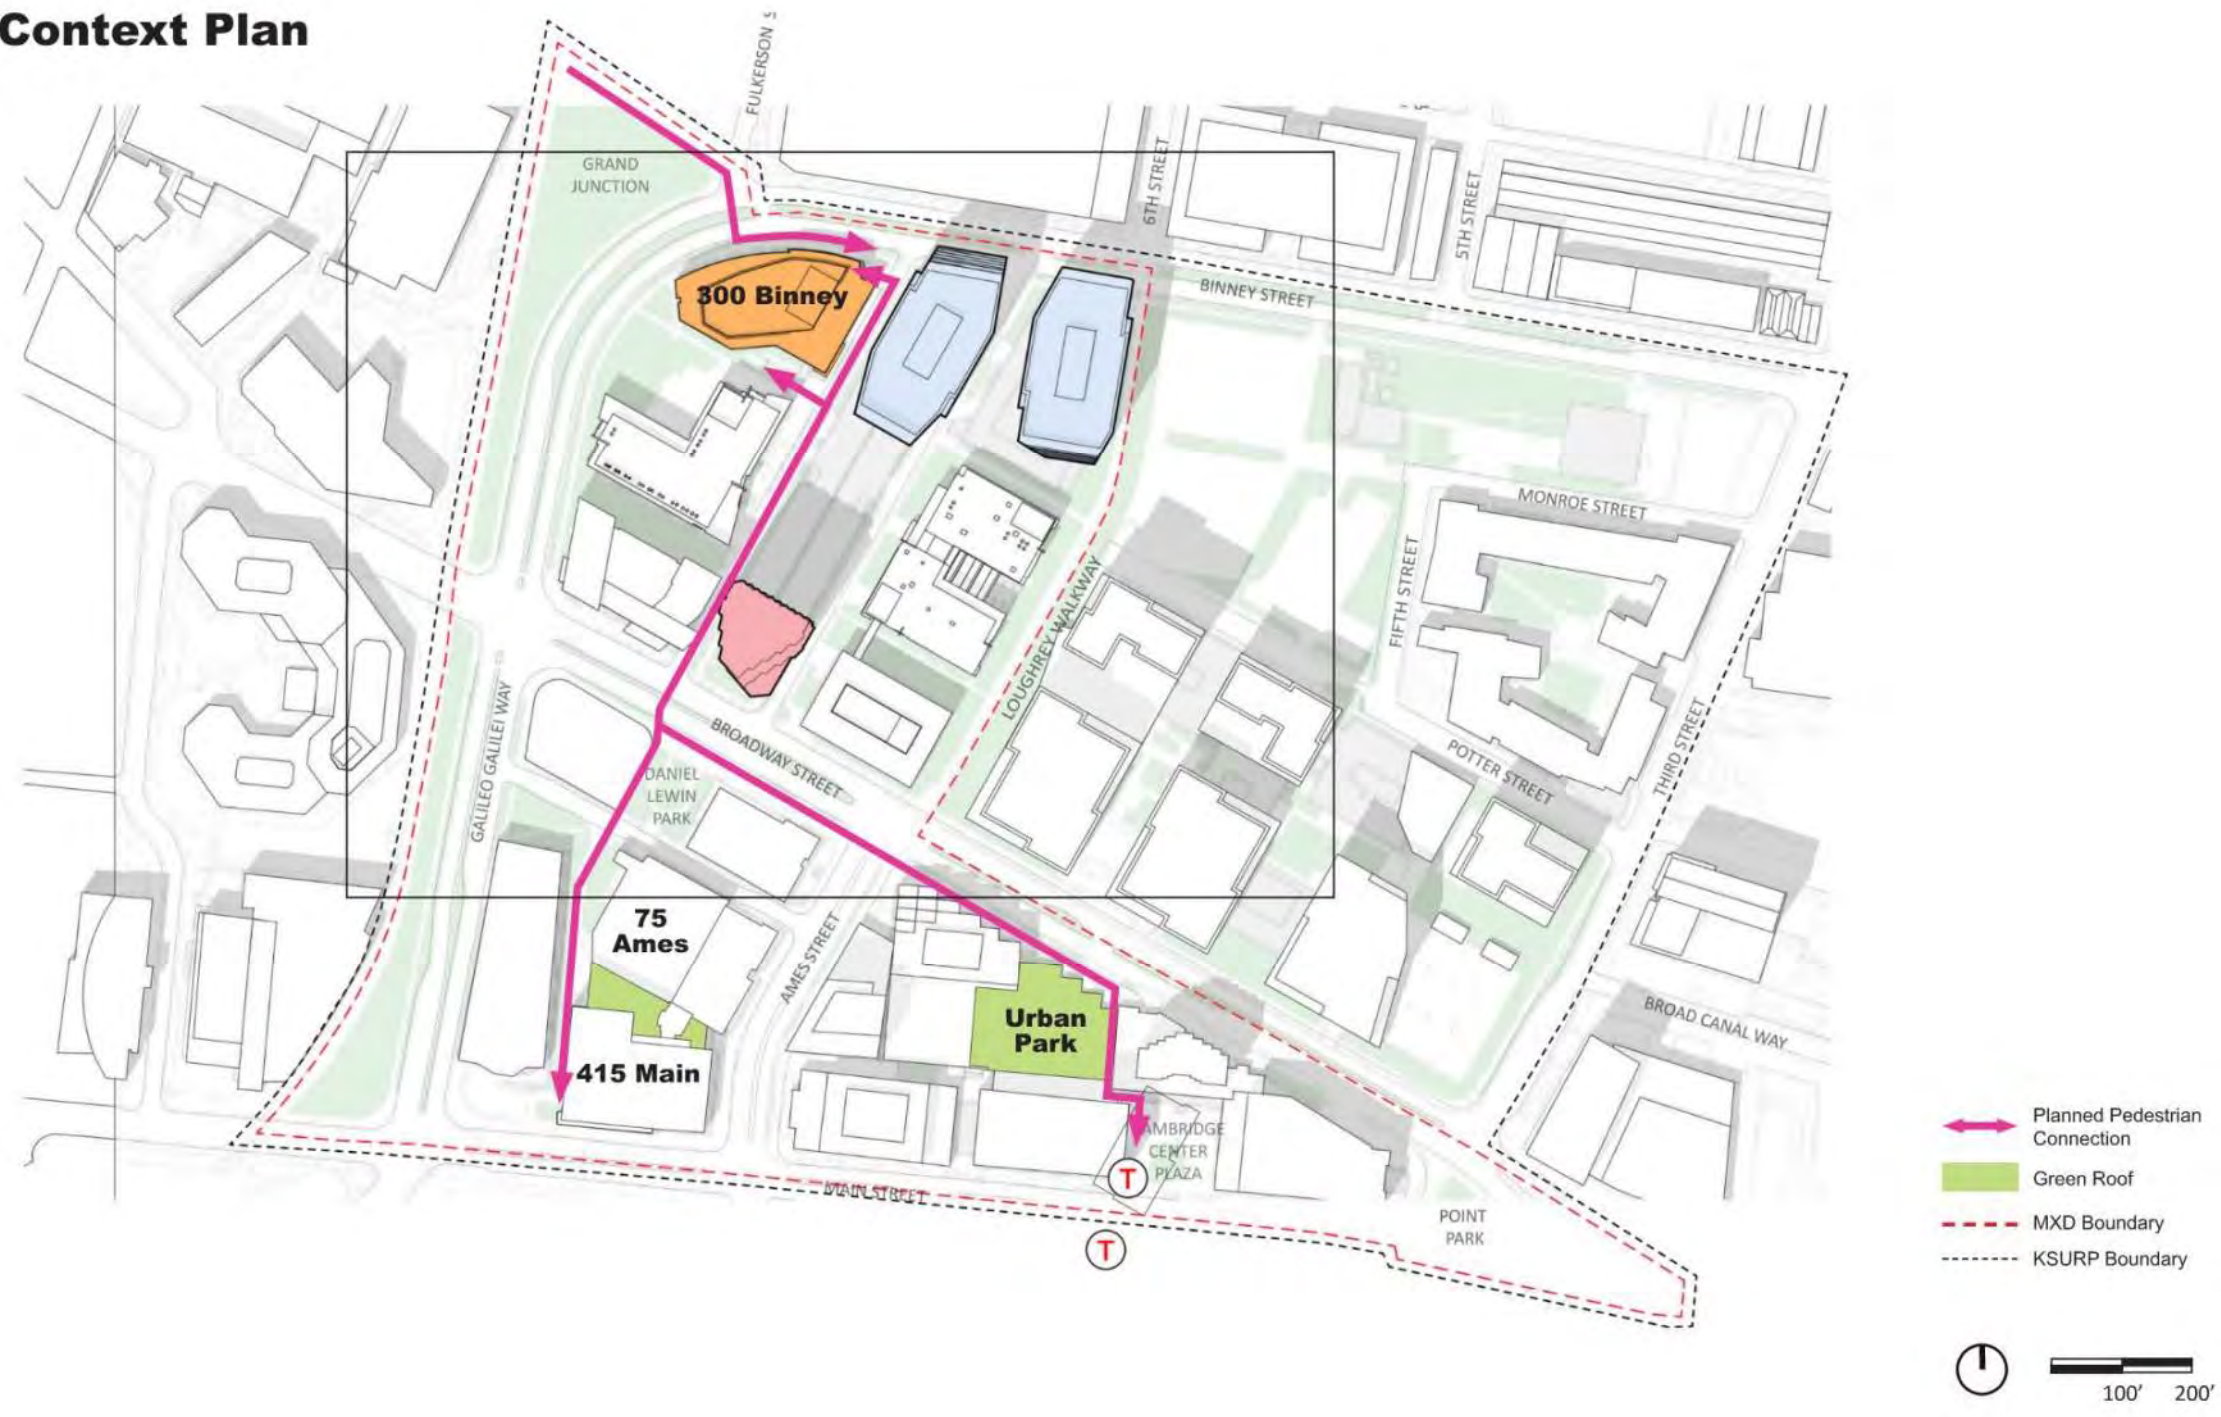 Context Plan
FULKERSON S
GRAND
JUNCTION
6TH STREET
5TH STREET
300 Binney
BINNEY STREET
MONROE STREET
FIFTH STREET
LOUGHREY WALKWAY
GALILEO GALILEI WAY
BROADWAY STREET
DANIEL
LEWIN
PARK
POTTER STREET
THIRD STREET
75
Ames
AMES STREET
Urban
Park
BROAD CANAL WAY
415 Main
AMBRIDGE
CENTER
PLAZA
T
MAIN STREET
T
POINT
PARK
Planned Pedestrian
Connection
Green Roof
MXD Boundary
KSURP Boundary
100' 200'